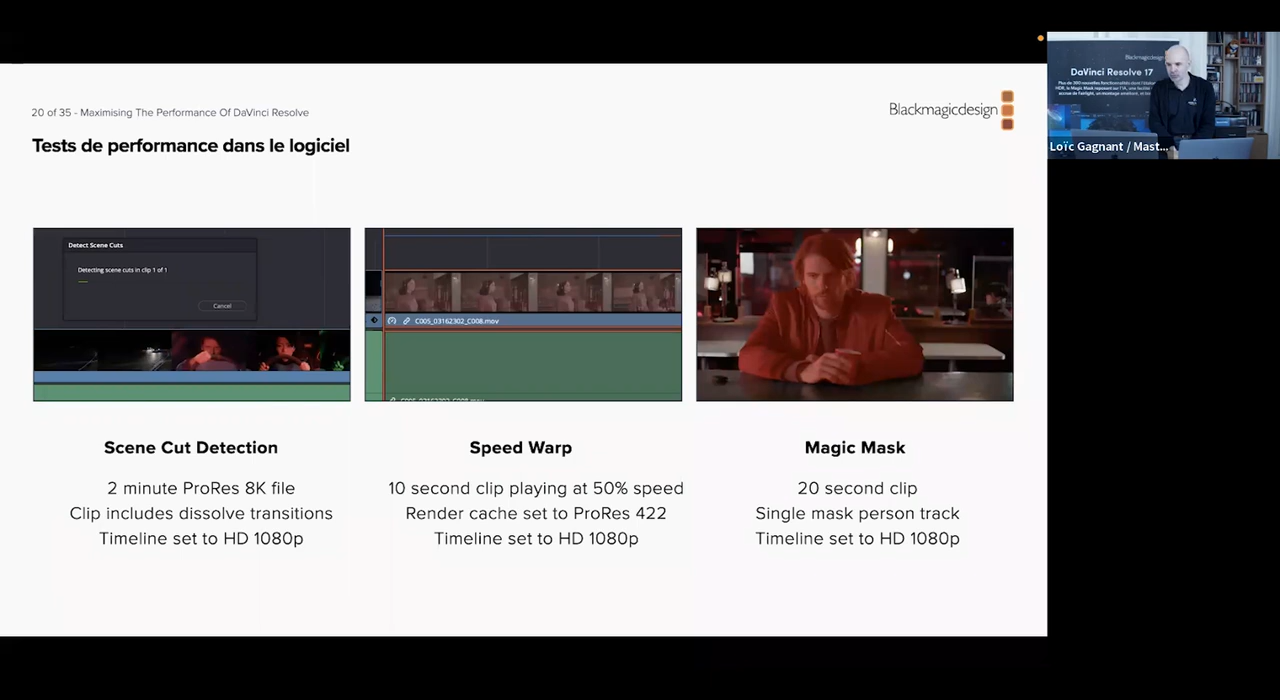 20 of 35 - Maximising The Performance Of DaVinci Resolve
Blackmagicdesign
Tests de performance dans le logiciel
Detect Scene Cuts
Detecting scene cuts in clip 1 of 1
Cancel
C005_03162302_C008.mov
C005_03162302_C008.mov
Scene Cut Detection
2 minute ProRes 8K file
Clip includes dissolve transitions
Timeline set to HD 1080p
Speed Warp
10 second clip playing at 50% speed
Render cache set to ProRes 422
Timeline set to HD 1080p
Magic Mask
20 second clip
Single mask person track
Timeline set to HD 1080p
Blackmagicdesign
DaVinci Resolve 17
Loïc Gagnant / Mast...